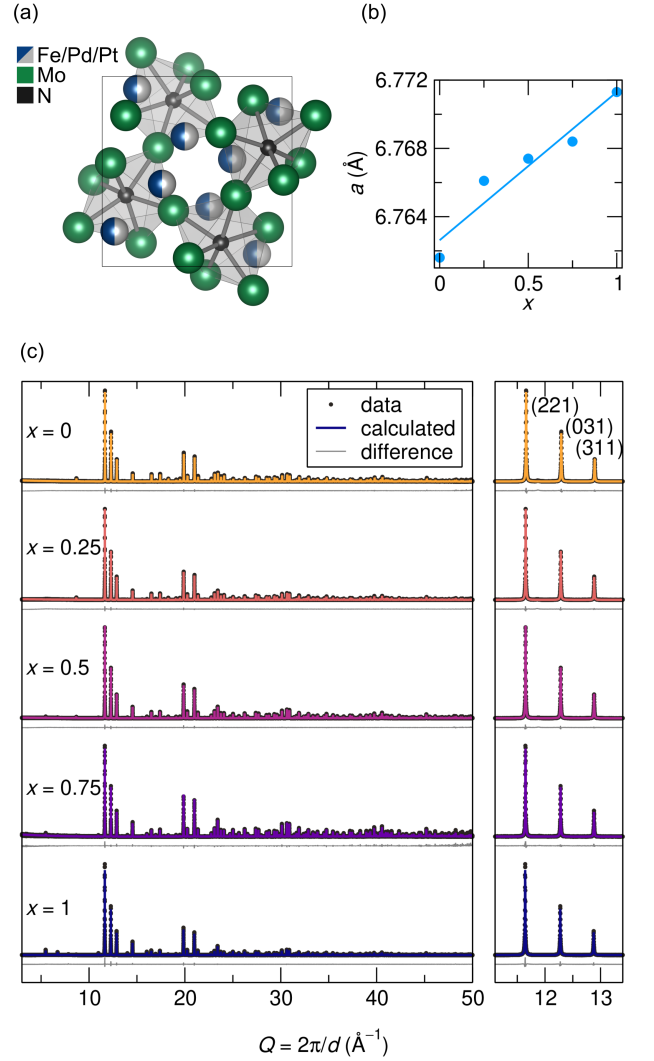 (a)
Fe/Pd/Pt
Mo
N
(b)
6.772
6.768
6.764
a (Å)
0
0.5
1
x
(c)
data
calculated
difference
x = 0
x = 0.25
x = 0.5
x = 0.75
x = 1
(221)
(031)
(311)
10
20
30
40
50
12
13
Q = 2π/d (Å⁻¹)